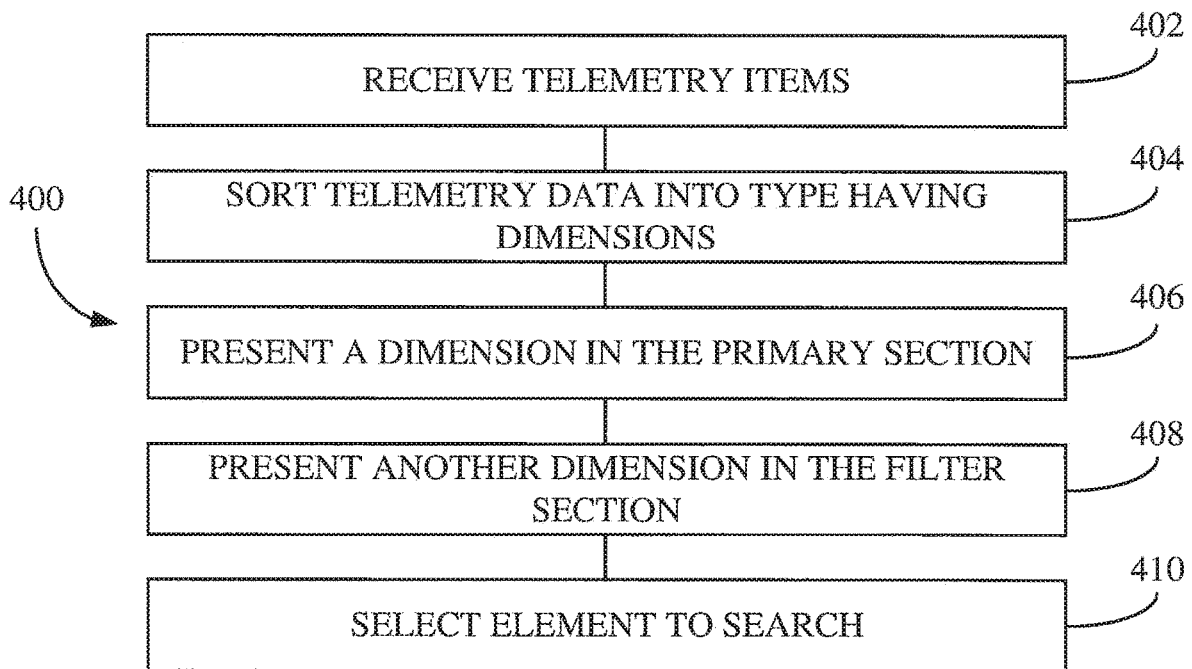 402
RECEIVE TELEMETRY ITEMS
404
SORT TELEMETRY DATA INTO TYPE HAVING
DIMENSIONS
400
406
PRESENT A DIMENSION IN THE PRIMARY SECTION
408
PRESENT ANOTHER DIMENSION IN THE FILTER
SECTION
410
SELECT ELEMENT TO SEARCH